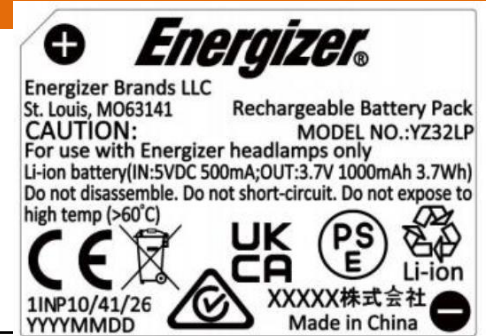 Energizer®
Energizer Brands LLC
St. Louis, MO63141 Rechargeable Battery Pack
CAUTION: MODEL NO.:YZ32LP
For use with Energizer headlamps only
Li-ion battery(IN:5VDC 500mA;OUT:3.7V 1000mAh 3.7Wh)
Do not disassemble. Do not short-circuit. Do not expose to
high temp (>60°C)
CE
UK
CA
PS
E
Li-ion
1INP10/41/26
YYYYMMDD
XXXXX株式会社
Made in China